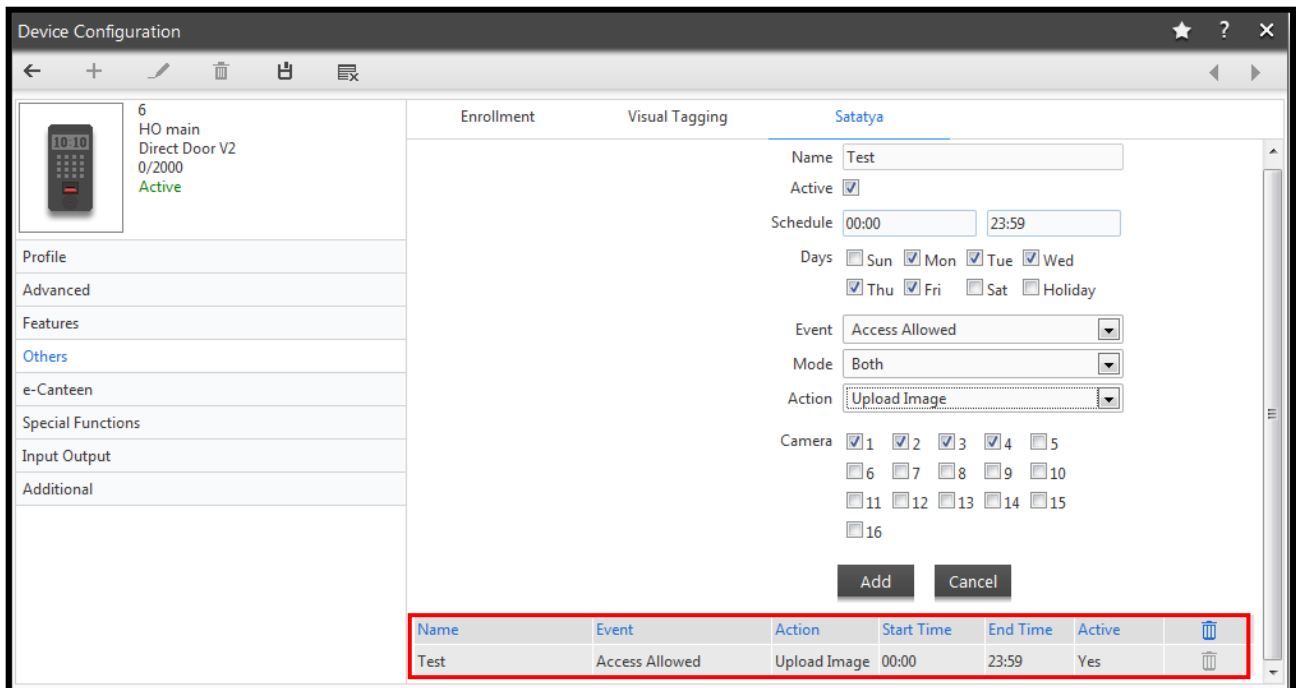 Device Configuration ?
6
HO main
Direct Door V2
0/2000
Active
10:10
Profile
Advanced
Features
Others
e-Canteen
Special Functions
Input Output
Additional
Enrollment Visual Tagging Satatya
Name Test
Active
Schedule 00:00 23:59
Days Sun Mon Tue Wed
Thu Fri Sat Holiday
Event Access Allowed
Mode Both
Action Upload Image
Camera 1 2 3 4 5
6 7 8 9 10
11 12 13 14 15
16
Add Cancel
Name Event Action Start Time End Time Active
Test Access Allowed Upload Image 00:00 23:59 Yes